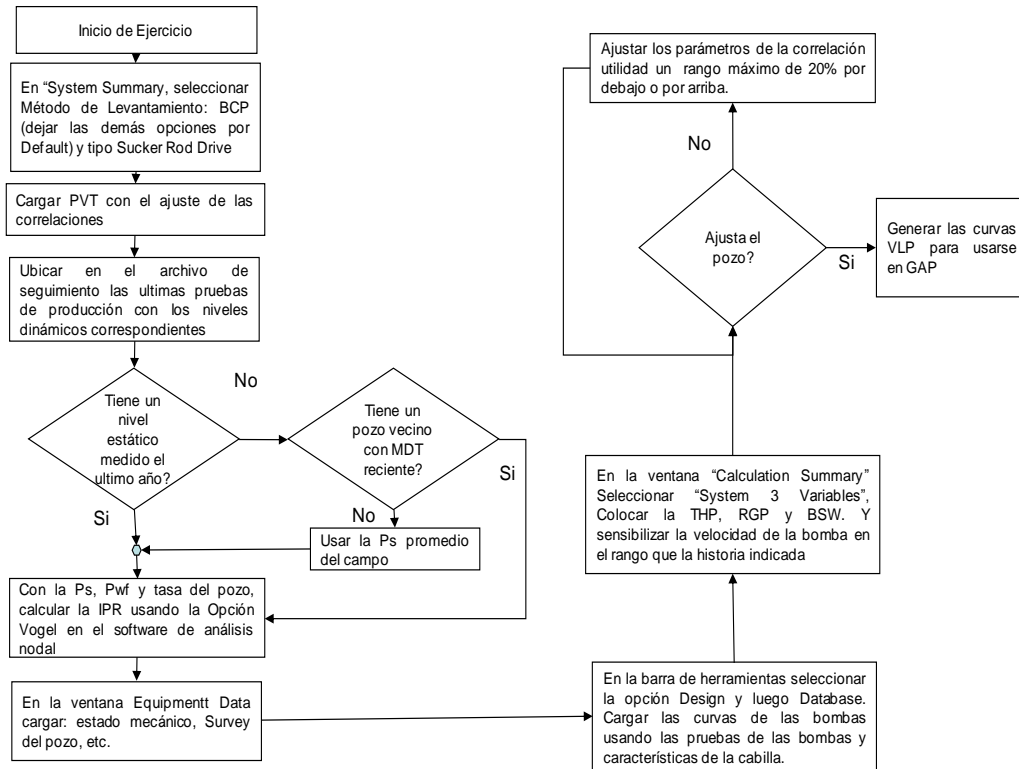 Inicio de Ejercicio
En “System Summary, seleccionar
Método de Levantamiento: BCP
(dejar las demás opciones por
Default) y tipo Sucker Rod Drive
Cargar PVT con el ajuste de las
correlaciones
Ubicar en el archivo de
seguimiento las ultimas pruebas
de producción con los niveles
dinámicos correspondientes
Tiene un
nivel
estático
medido el
ultimo año?
No
Si
Tiene un
pozo vecino
con MDT
reciente?
Si
No
Usar la Ps promedio
del campo
Con la Ps, Pwf y tasa del pozo,
calcular la IPR usando la Opción
Vogel en el software de análisis
nodal
En la ventana Equipmentt Data
cargar: estado mecánico, Survey
del pozo, etc.
En la barra de herramientas seleccionar
la opción Design y luego Database.
Cargar las curvas de las bombas
usando las pruebas de las bombas y
características de la cabilla.
En la ventana “Calculation Summary”
Seleccionar “System 3 Variables”,
Colocar la THP, RGP y BSW. Y
sensibilizar la velocidad de la bomba en
el rango que la historia indicada
Ajusta el
pozo?
No
Si
Ajustar los parámetros de la correlación
utilidad un rango máximo de 20% por
debajo o por arriba.
Generar las curvas
VLP para usarse
en GAP